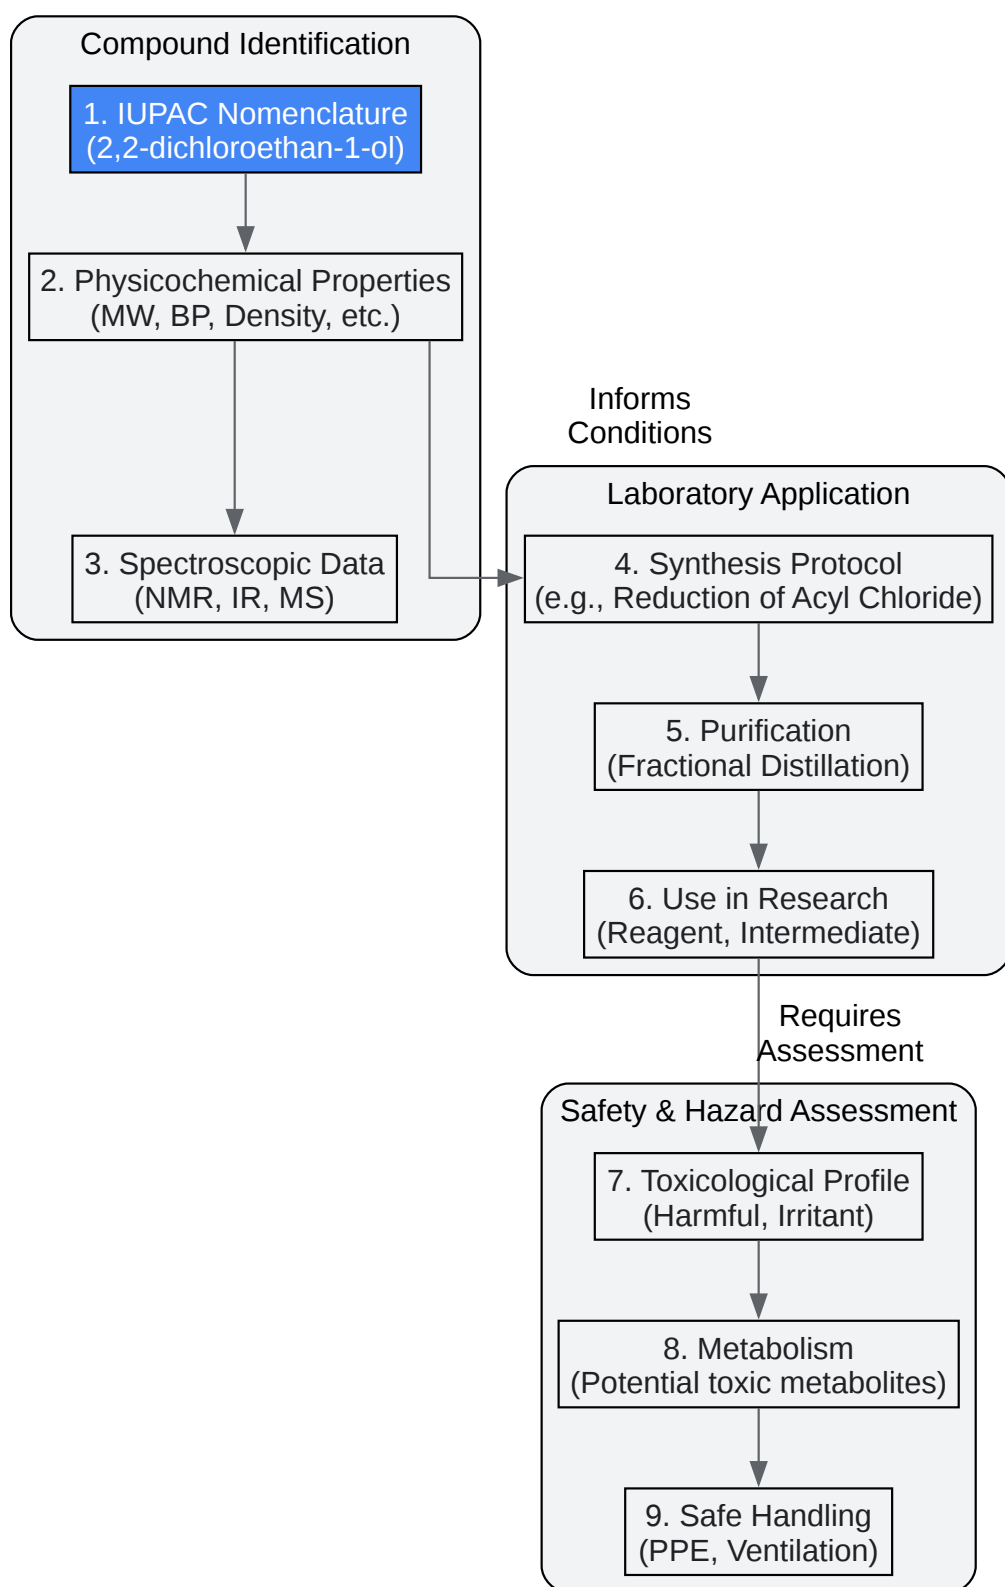 Compound Identification
1. IUPAC Nomenclature
(2,2-dichloroethan-1-ol)
2. Physicochemical Properties
(MW, BP, Density, etc.)
3. Spectroscopic Data
(NMR, IR, MS)
Informs
Conditions
Laboratory Application
4. Synthesis Protocol
(e.g., Reduction of Acyl Chloride)
5. Purification
(Fractional Distillation)
6. Use in Research
(Reagent, Intermediate)
Requires
Assessment
Safety & Hazard Assessment
7. Toxicological Profile
(Harmful, Irritant)
8. Metabolism
(Potential toxic metabolites)
9. Safe Handling
(PPE, Ventilation)